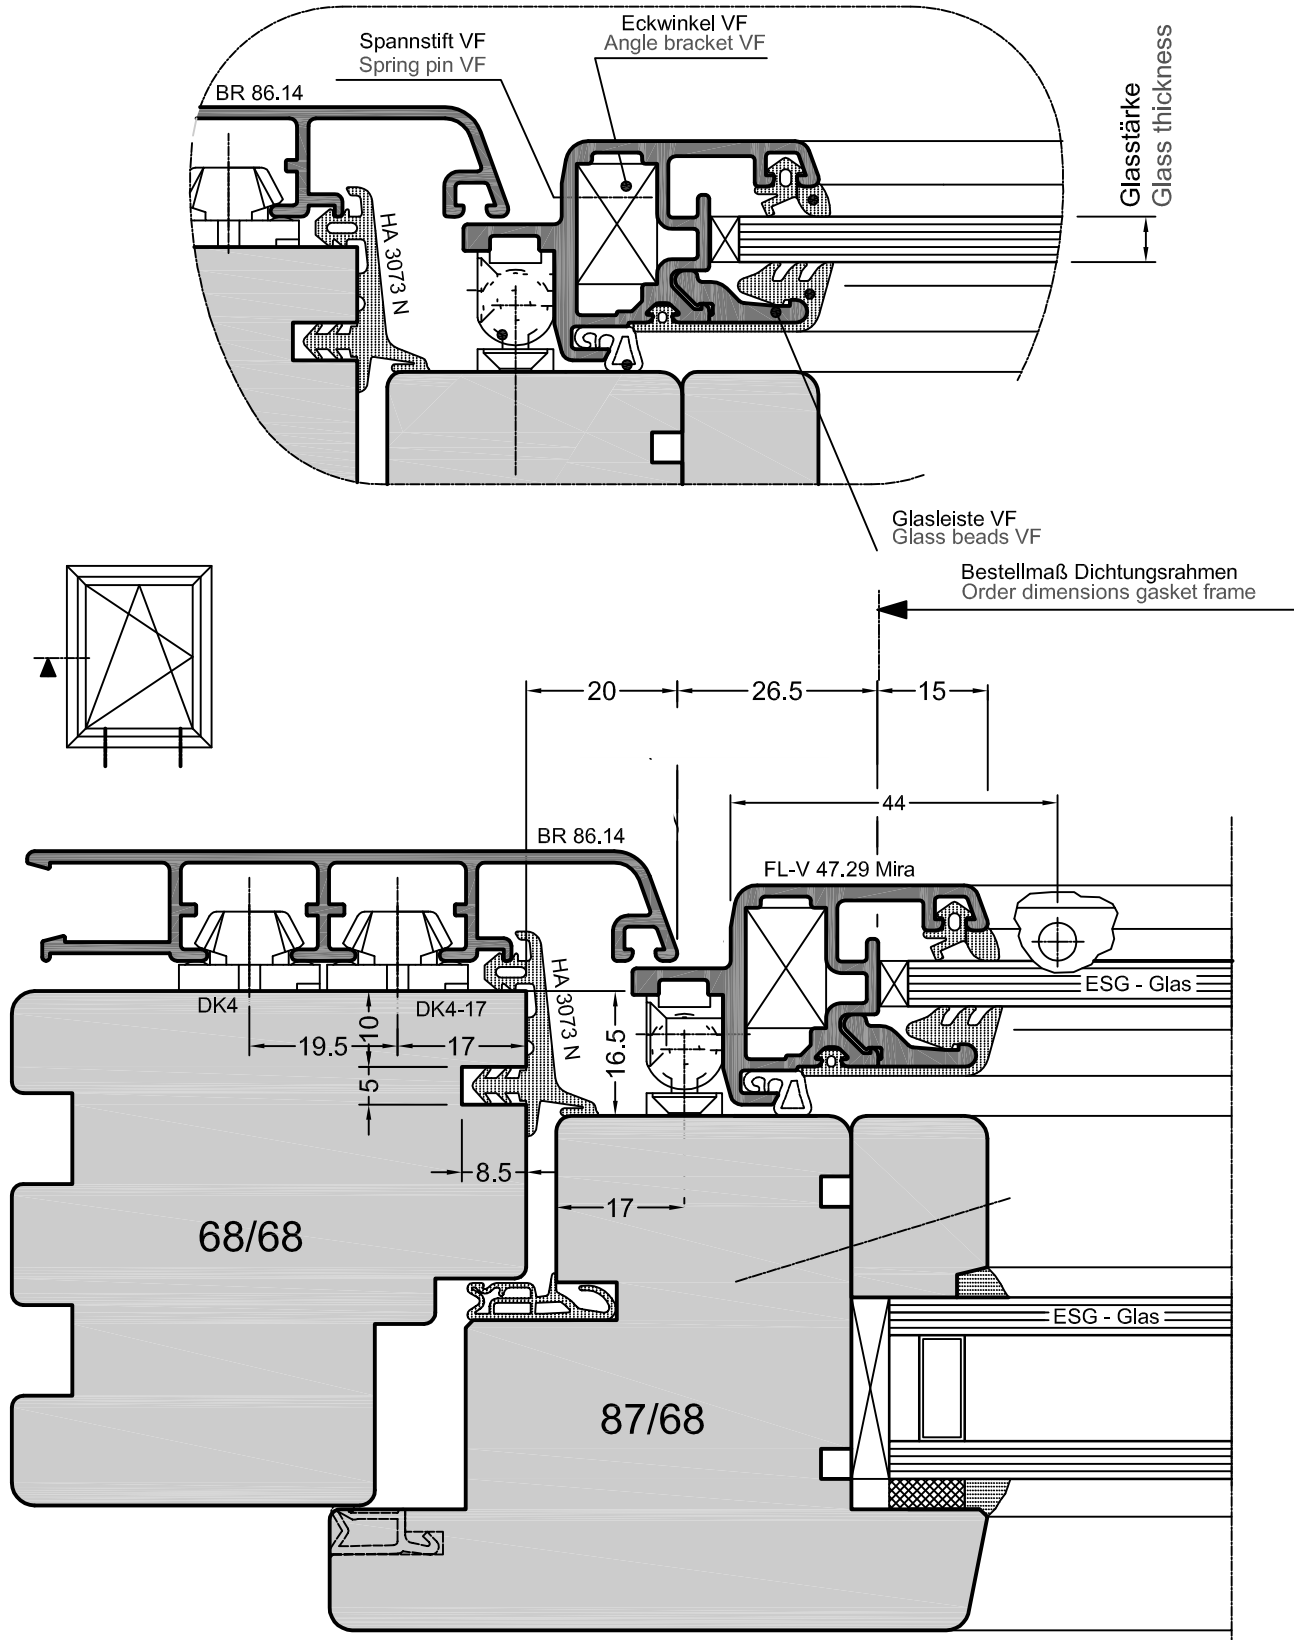 Spannstift VF
Spring pin VF
Eckwinkel VF
Angle bracket VF
BR 86.14
HA 3073 N
Glasstärke
Glass thickness
Glasleiste VF
Glass beads VF
Bestellmaß Dichtungsrahmen
Order dimensions gasket frame
20
26.5
15
44
BR 86.14
FL-V 47.29 Mira
HA 3073 N
ESG - Glas
DK4
DK4-17
10
19.5
17
16.5
5
8.5
17
68/68
ESG - Glas
87/68